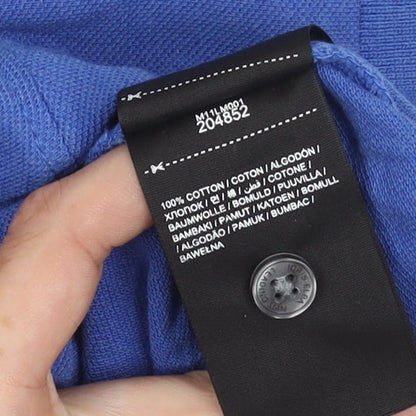 M11LM001
204852
100% COTTON / COTON / ALGODÓN /
ХЛОПОК / 면 / 棉 / قطن / COTONE /
BAUMWOLLE / BOMULD / PUUVILLA /
BAMBAKI / PAMUT / KATOEN / BOMULL
/ ALGODÃO / PAMUK / BUMBAC /
BAWEŁNA